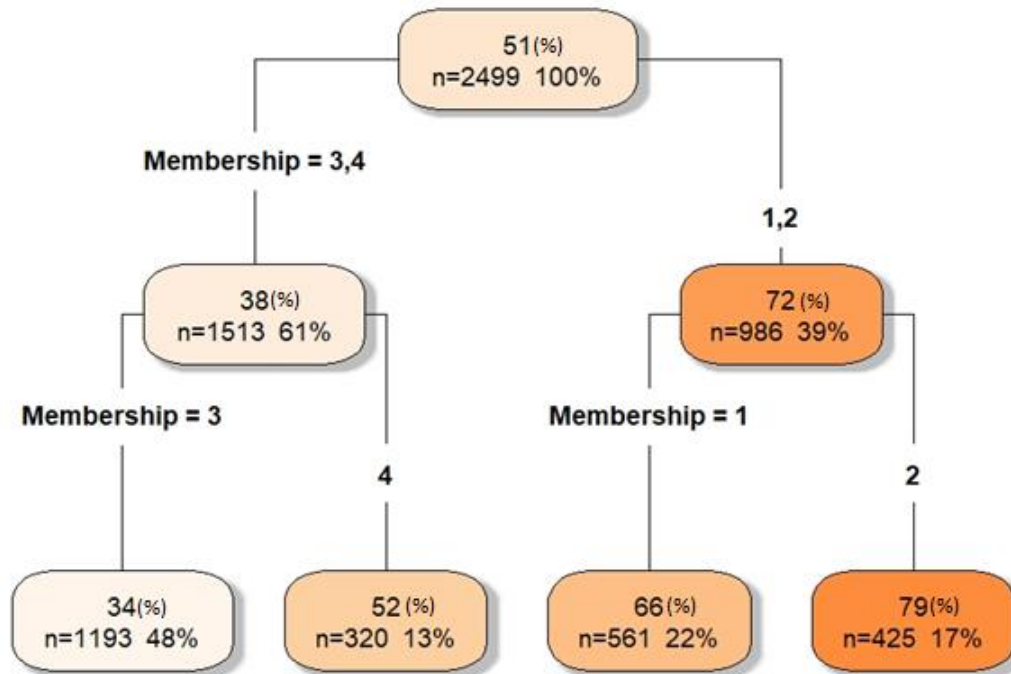 51(%)
n=2499 100%
Membership = 3,4
1,2
38(%)
n=1513 61%
72 (%)
n=986 39%
Membership = 3
4
Membership = 1
2
34(%)
n=1193 48%
52 (%)
n=320 13%
66(%)
n=561 22%
79(%)
n=425 17%